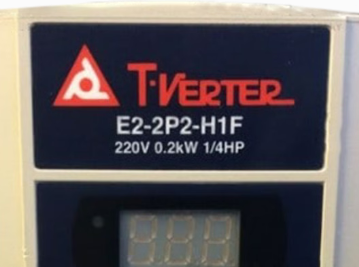 T-VERTER
E2-2P2-H1F
220V 0.2kW 1/4HP